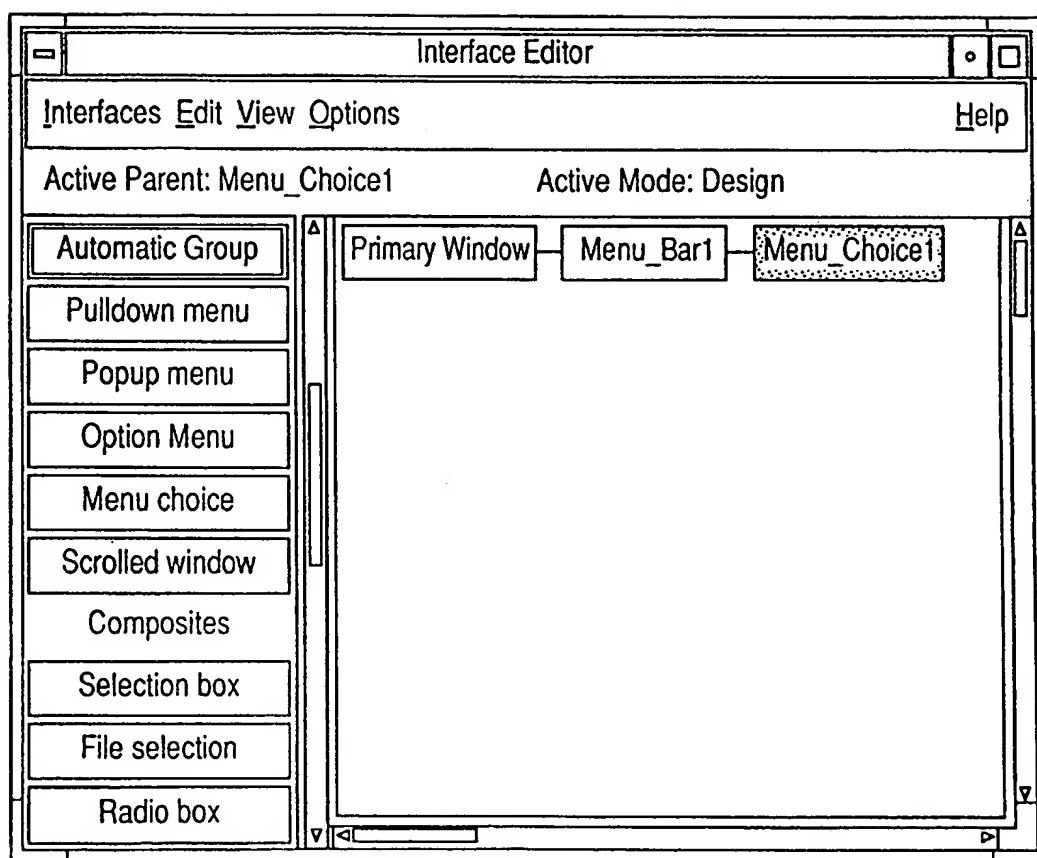 Interface Editor
Interfaces Edit View Options Help
Active Parent: Menu_Choice1 Active Mode: Design
Automatic Group
Pulldown menu
Popup menu
Option Menu
Menu choice
Scrolled window
Composites
Selection box
File selection
Radio box
Primary Window Menu_Bar1 Menu_Choice1